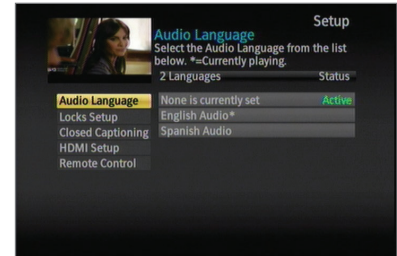 Setup
Audio Language
Select the Audio Language from the list
below. *=Currently playing.
2 Languages Status
Audio Language
Locks Setup
Closed Captioning
HDMI Setup
Remote Control
None is currently set Active
English Audio*
Spanish Audio